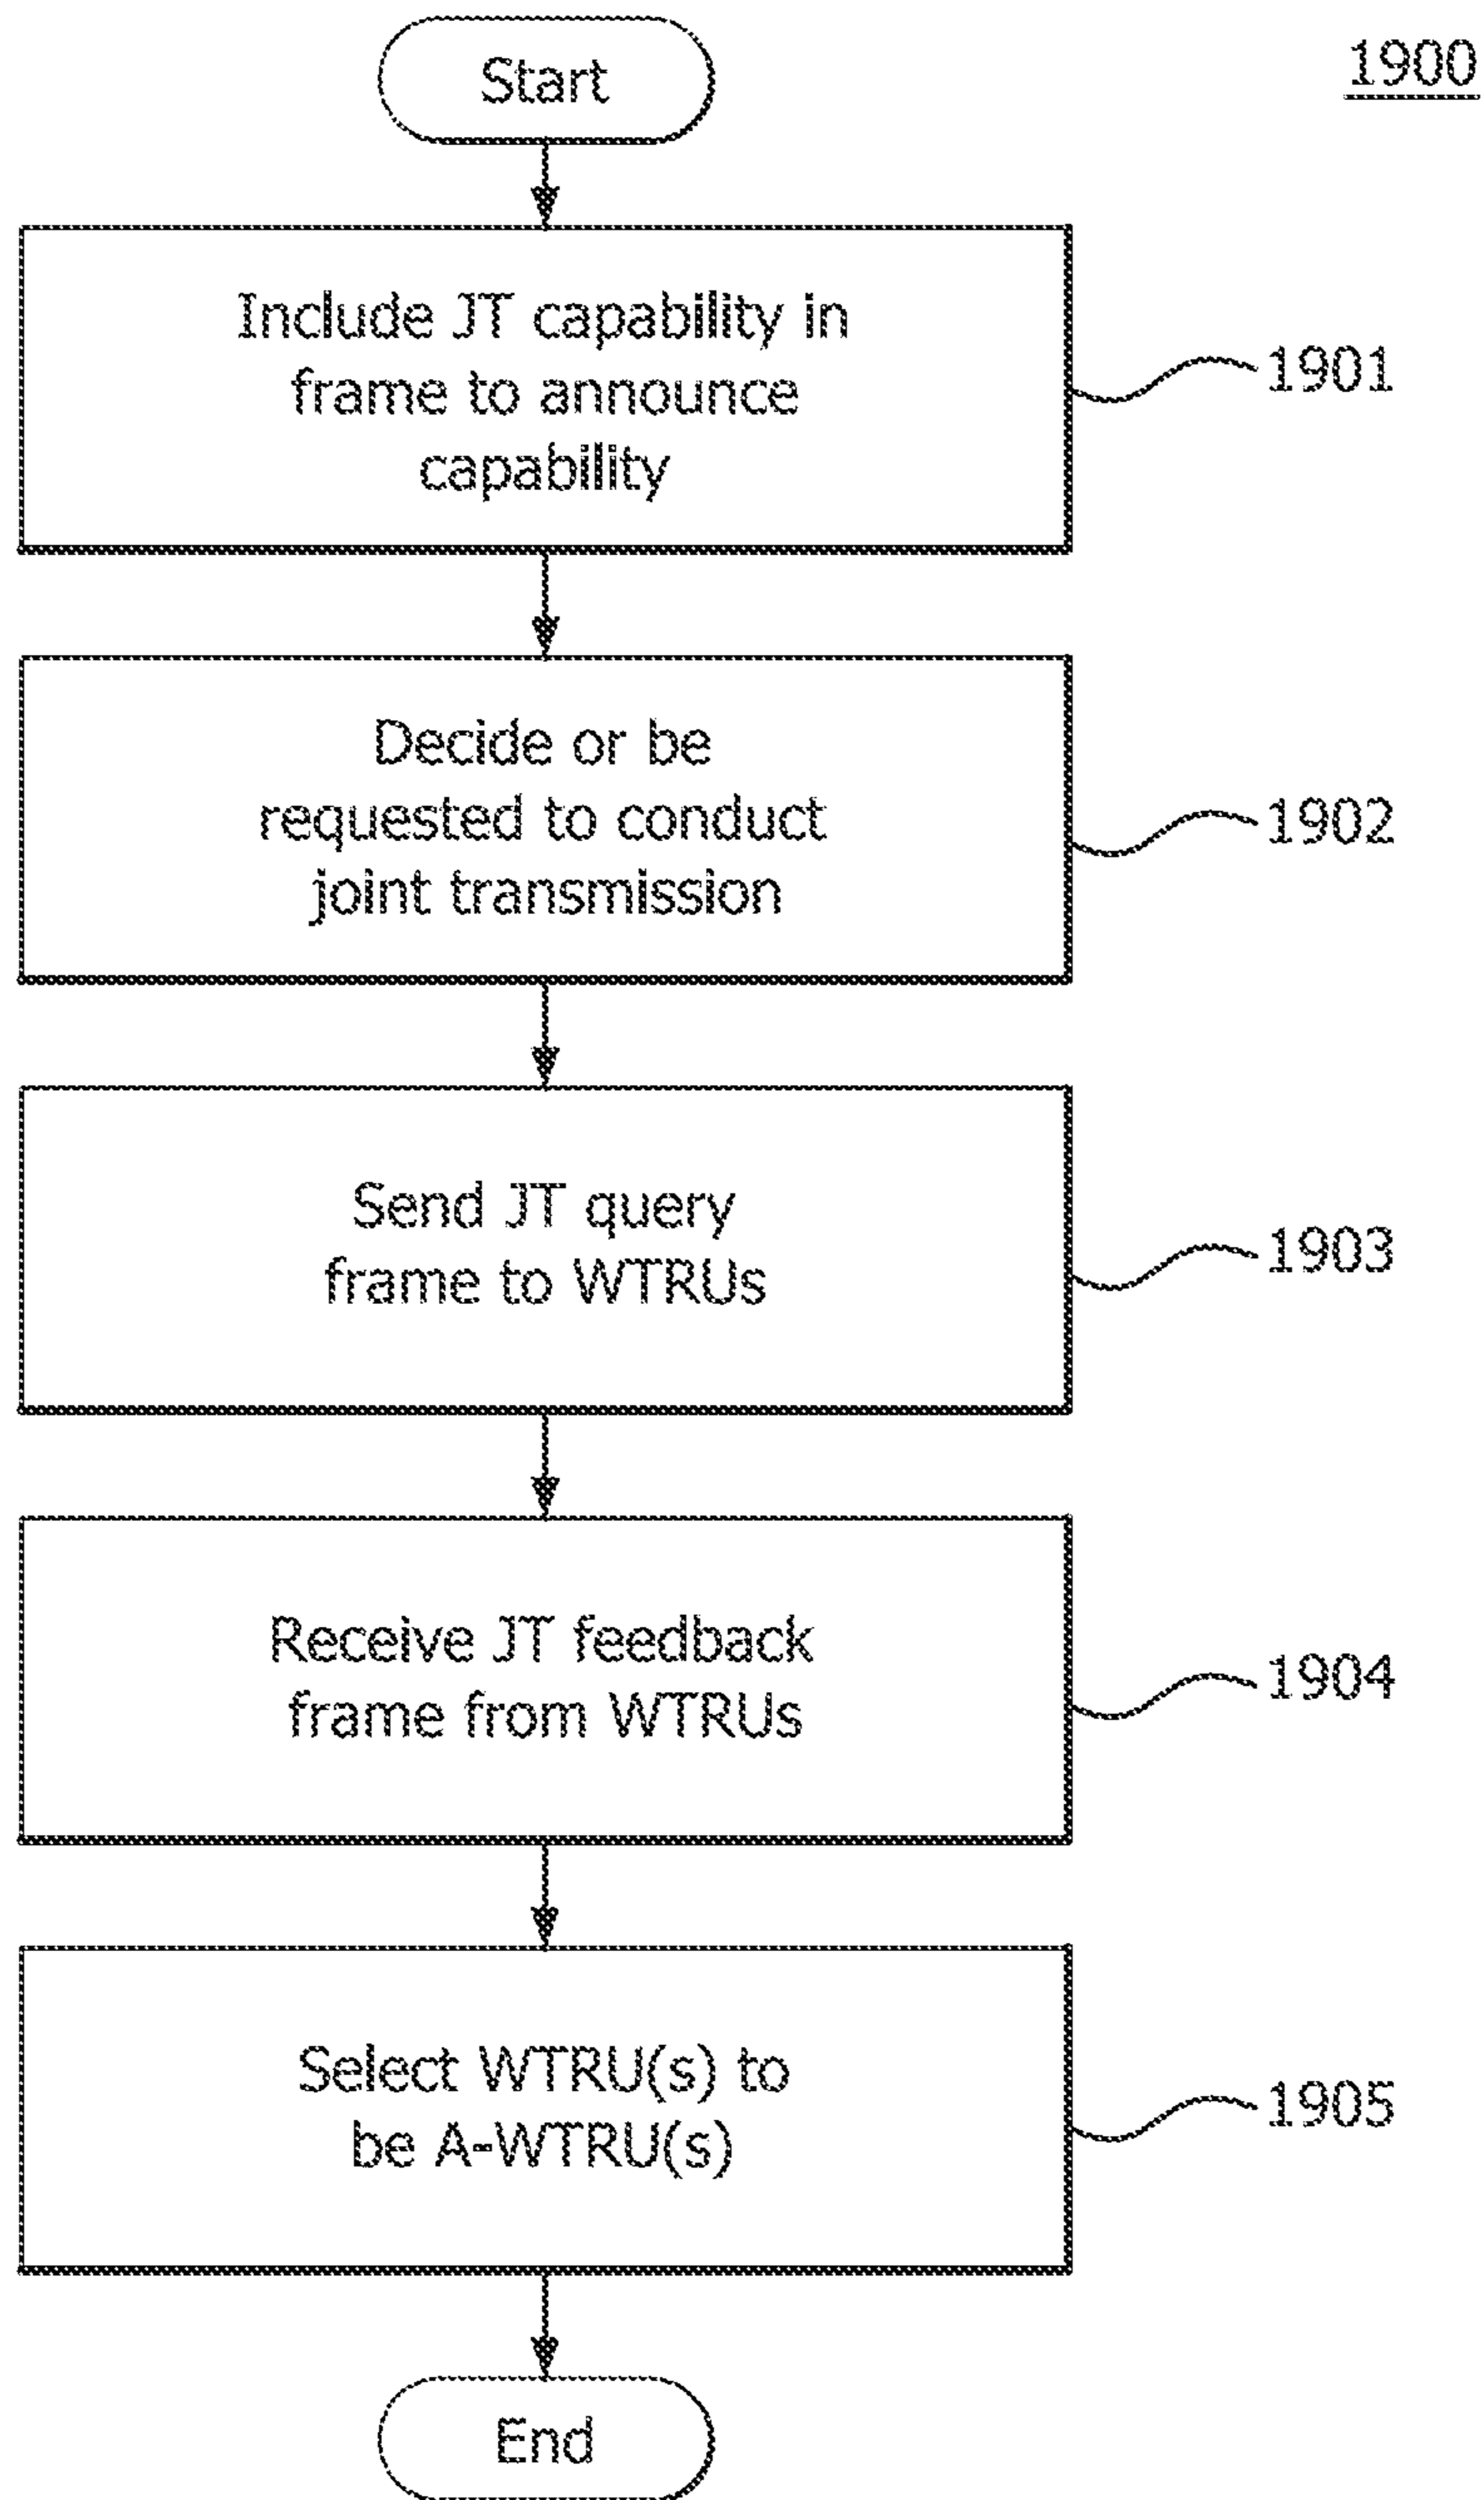 1900
Start
Include JT capability in
frame to announce
capability
1901
Decide or be
requested to conduct
joint transmission
1902
Send JT query
frame to WTRUs
1903
Receive JT feedback
frame from WTRUs
1904
Select WTRU(s) to
be A-WTRU(s)
1905
End